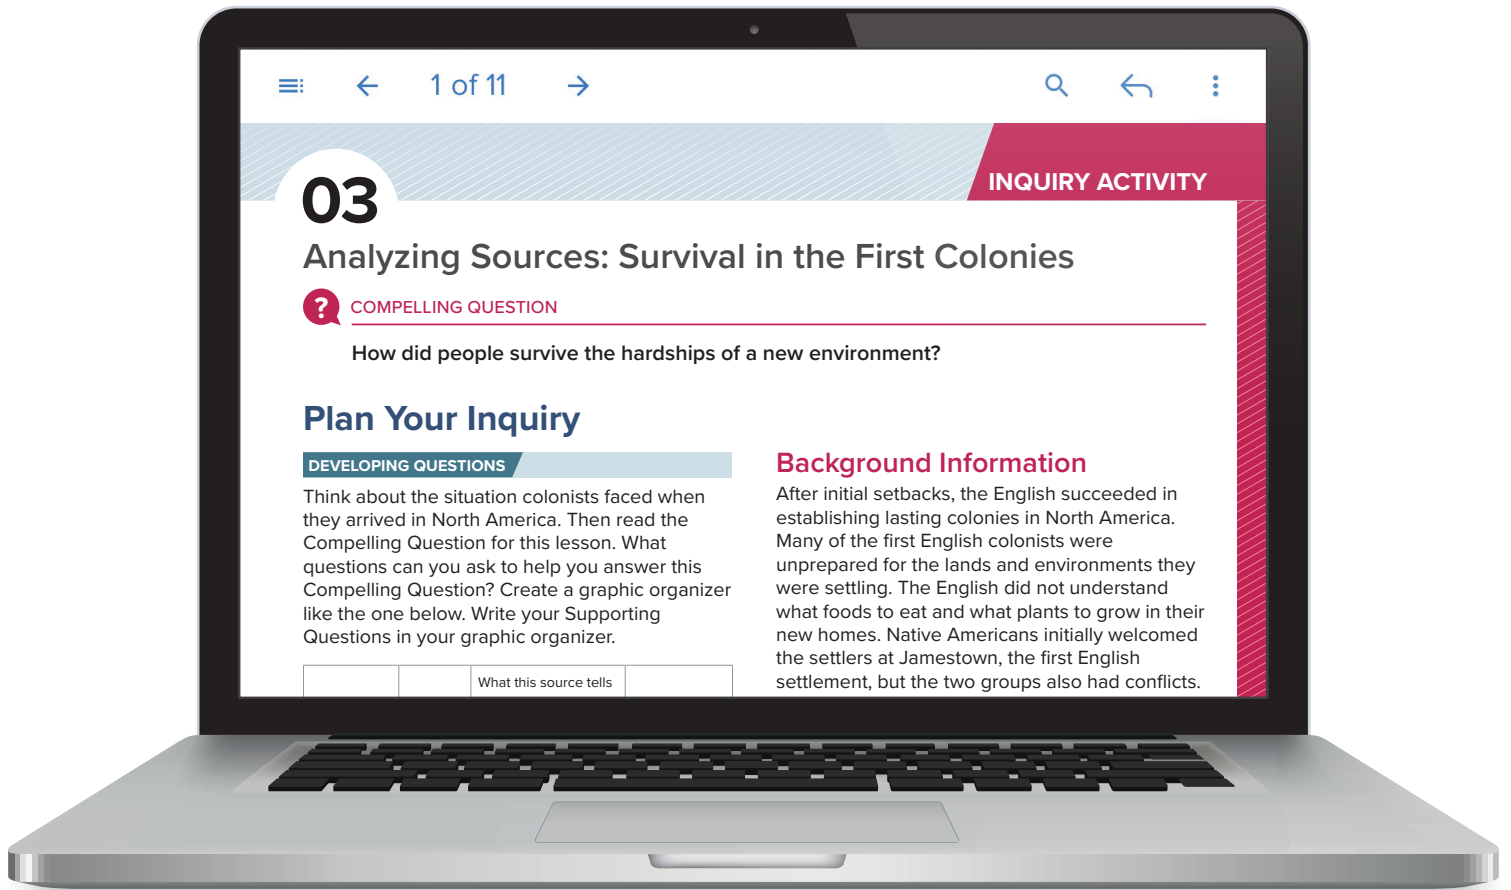 1 of 11
INQUIRY ACTIVITY
03
Analyzing Sources: Survival in the First Colonies
?
COMPELLING QUESTION
How did people survive the hardships of a new environment?
Plan Your Inquiry
DEVELOPING QUESTIONS
Think about the situation colonists faced when
they arrived in North America. Then read the
Compelling Question for this lesson. What
questions can you ask to help you answer this
Compelling Question? Create a graphic organizer
like the one below. Write your Supporting
Questions in your graphic organizer.
What this source tells
Background Information
After initial setbacks, the English succeeded in
establishing lasting colonies in North America.
Many of the first English colonists were
unprepared for the lands and environments they
were settling. The English did not understand
what foods to eat and what plants to grow in their
new homes. Native Americans initially welcomed
the settlers at Jamestown, the first English
settlement, but the two groups also had conflicts.